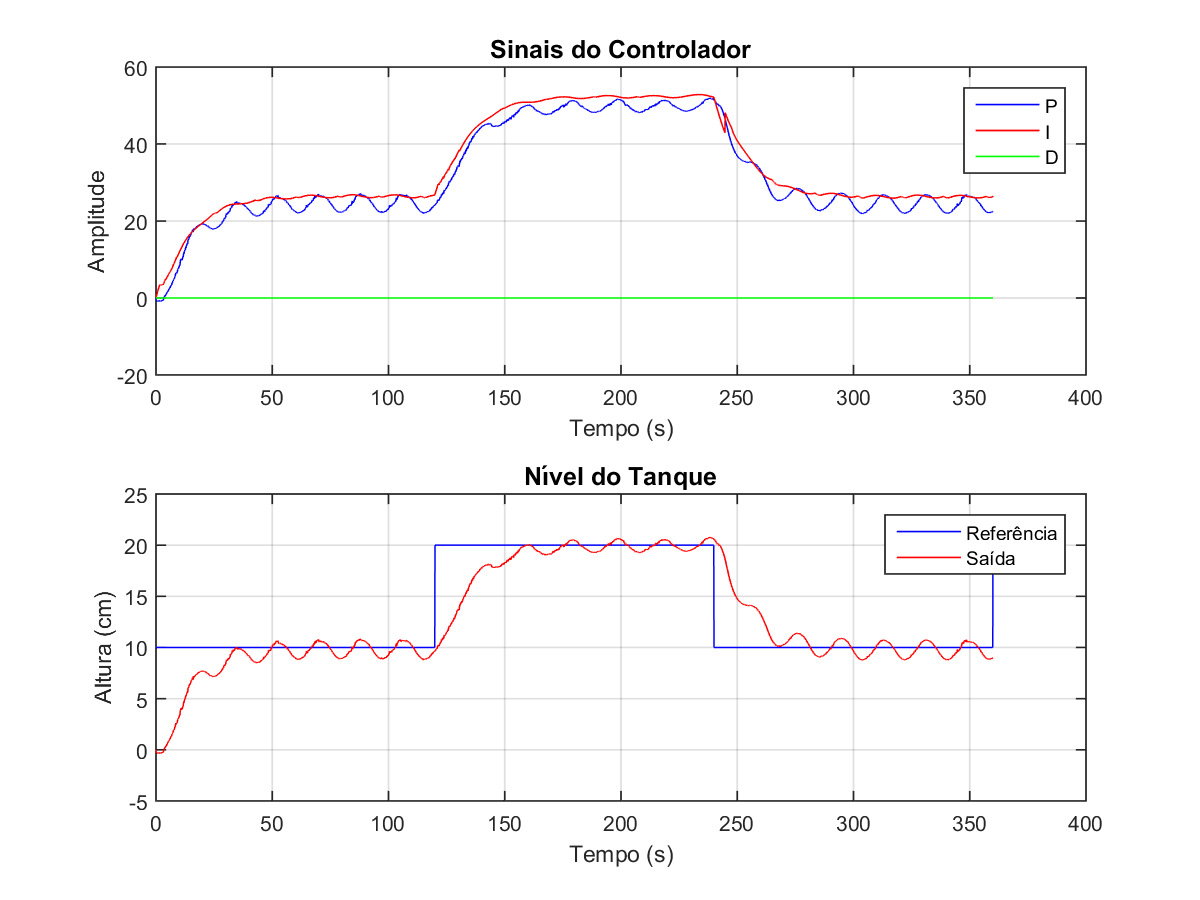 Sinais do Controlador
60
40
20
0
-20
Amplitude
P
I
D
0 50 100 150 200 250 300 350 400
Tempo (s)
Nível do Tanque
25
20
15
10
5
0
-5
Altura (cm)
Referência
Saída
0 50 100 150 200 250 300 350 400
Tempo (s)